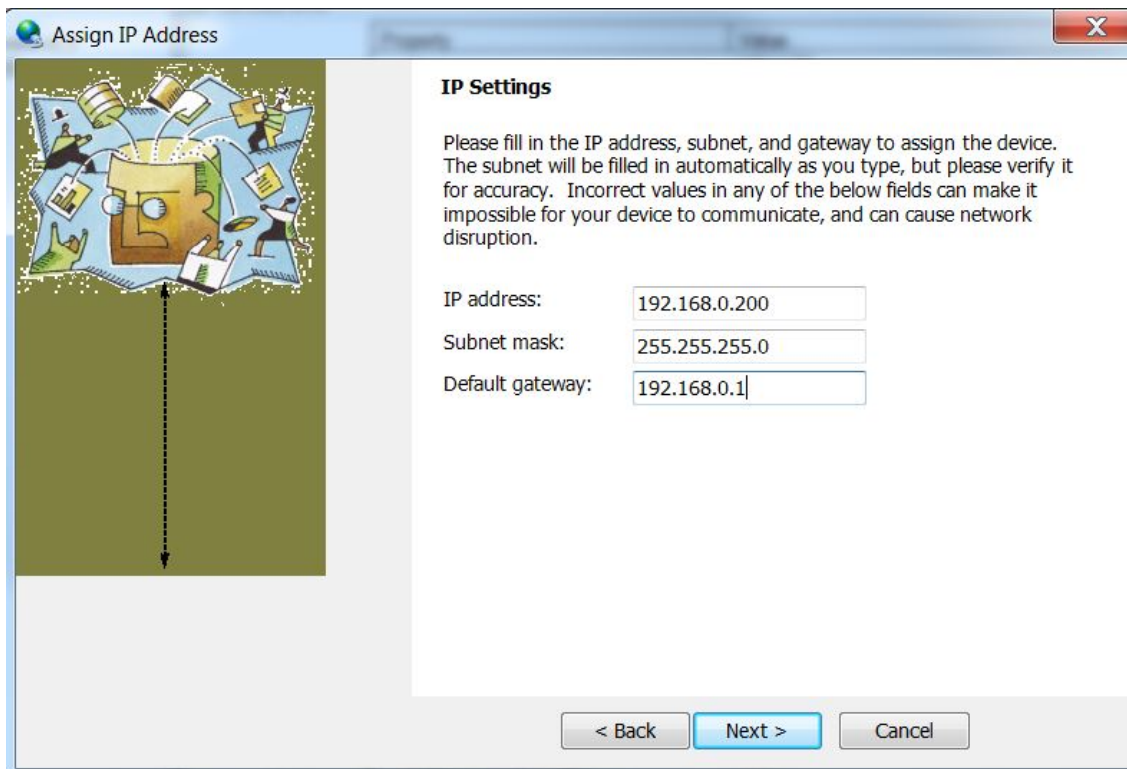 Assign IP Address
Property
Value
IP Settings
Please fill in the IP address, subnet, and gateway to assign the device.
The subnet will be filled in automatically as you type, but please verify it
for accuracy.  Incorrect values in any of the below fields can make it
impossible for your device to communicate, and can cause network
disruption.
IP address: 192.168.0.200
Subnet mask: 255.255.255.0
Default gateway: 192.168.0.1
< Back Next > Cancel